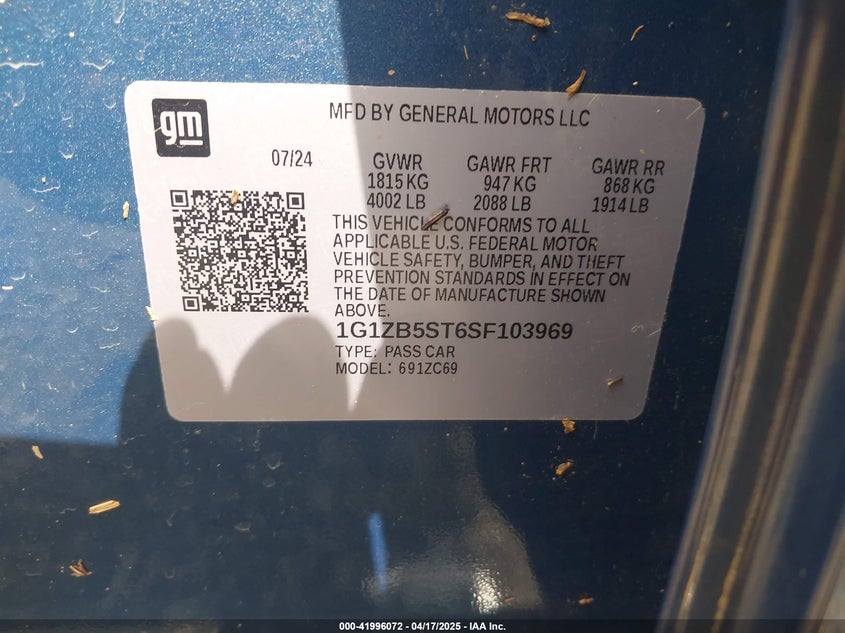 gm
MFD BY GENERAL MOTORS LLC
07/24 GVWR GAWR FRT GAWR RR
1815 KG 947 KG 868 KG
4002 LB 2088 LB 1914 LB
THIS VEHICLE CONFORMS TO ALL
APPLICABLE U.S. FEDERAL MOTOR
VEHICLE SAFETY, BUMPER, AND THEFT
PREVENTION STANDARDS IN EFFECT ON
THE DATE OF MANUFACTURE SHOWN
ABOVE.
1G1ZB5ST6SF103969
TYPE: PASS CAR
MODEL: 691ZC69
000-41996072 - 04/17/2025 - IAA Inc.